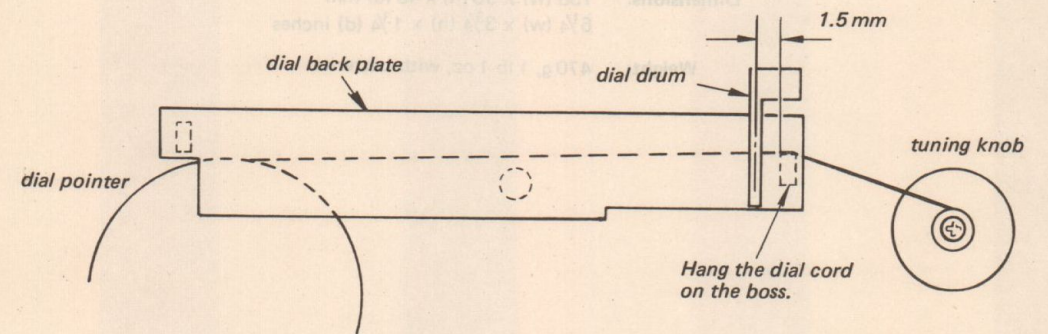 1.5 mm
dial back plate
dial drum
tuning knob
dial pointer
Hang the dial cord
on the boss.